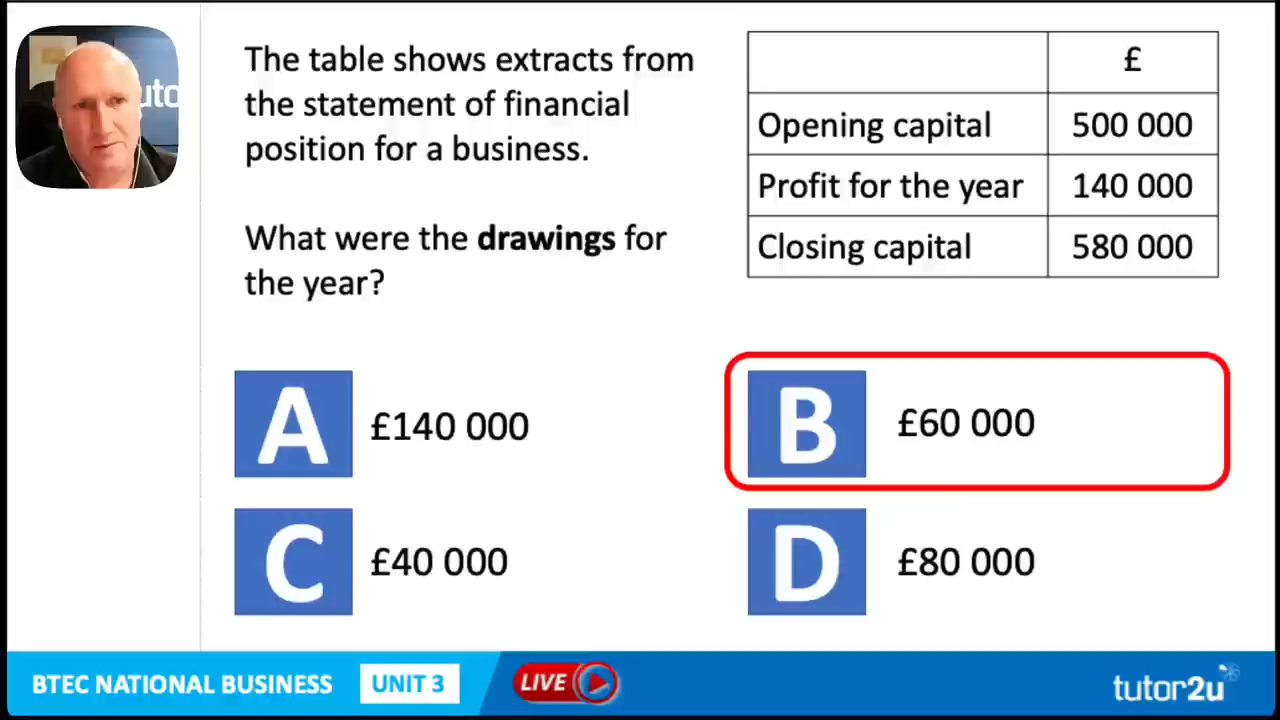 uto
The table shows extracts from
the statement of financial
position for a business.
What were the drawings for
the year?
£
Opening capital 500 000
Profit for the year 140 000
Closing capital 580 000
A £140 000
B £60 000
C £40 000
D £80 000
BTEC NATIONAL BUSINESS UNIT 3 LIVE tutor2u